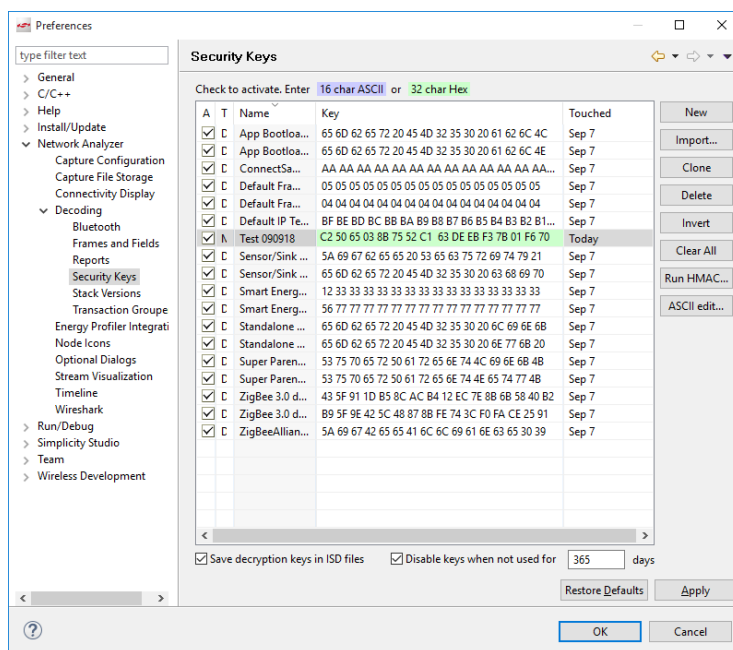 Preferences
type filter text
General
C/C++
Help
Install/Update
Network Analyzer
Capture Configuration
Capture File Storage
Connectivity Display
Decoding
Bluetooth
Frames and Fields
Reports
Security Keys
Stack Versions
Transaction Groupe
Energy Profiler Integrati
Node Icons
Optional Dialogs
Stream Visualization
Timeline
Wireshark
Run/Debug
Simplicity Studio
Team
Wireless Development
Security Keys
Check to activate. Enter 16 char ASCII or 32 char Hex
A T Name Key Touched
D App Bootloa... 65 6D 62 65 72 20 45 4D 32 35 30 20 61 62 6C 4C Sep 7
D App Bootloa... 65 6D 62 65 72 20 45 4D 32 35 30 20 61 62 6C 4E Sep 7
D ConnectSa... AA AA AA AA AA AA AA AA AA AA AA AA AA AA... Sep 7
D Default Fra... 05 05 05 05 05 05 05 05 05 05 05 05 05 05 05 05 Sep 7
D Default Fra... 04 04 04 04 04 04 04 04 04 04 04 04 04 04 04 04 Sep 7
D Default IP Te... BF BE BD BC BB BA B9 B8 B7 B6 B5 B4 B3 B2 B1... Sep 7
N Test 090918 C2 50 65 03 8B 75 52 C1 63 DE EB F3 7B 01 F6 70 Today
D Sensor/Sink ... 5A 69 67 62 65 65 20 53 65 63 75 72 69 74 79 21 Sep 7
D Sensor/Sink ... 65 6D 62 65 72 20 45 4D 32 35 30 20 63 68 69 70 Sep 7
D Smart Energ... 12 33 33 33 33 33 33 33 33 33 33 33 33 33 33 33 Sep 7
D Smart Energ... 56 77 77 77 77 77 77 77 77 77 77 77 77 77 77 77 Sep 7
D Standalone ... 65 6D 62 65 72 20 45 4D 32 35 30 20 6C 69 6E 6B Sep 7
D Standalone ... 65 6D 62 65 72 20 45 4D 32 35 30 20 6E 77 6B 20 Sep 7
D Super Paren... 53 75 70 65 72 50 61 72 65 6E 74 4C 69 6E 6B 4B Sep 7
D Super Paren... 53 75 70 65 72 50 61 72 65 6E 74 4E 65 74 77 4B Sep 7
D ZigBee 3.0 d... 43 5F 91 1D B5 8C AC B4 12 EC 7E 8B 6B 58 40 B2 Sep 7
D ZigBee 3.0 d... B9 5F 9E 42 5C 48 87 8B FE 74 3C F0 FA CE 25 91 Sep 7
D ZigBeeAllian... 5A 69 67 42 65 65 41 6C 6C 69 61 6E 63 65 30 39 Sep 7
New
Import...
Clone
Delete
Invert
Clear All
Run HMAC...
ASCII edit...
Save decryption keys in ISD files Disable keys when not used for 365 days
Restore Defaults Apply
OK Cancel